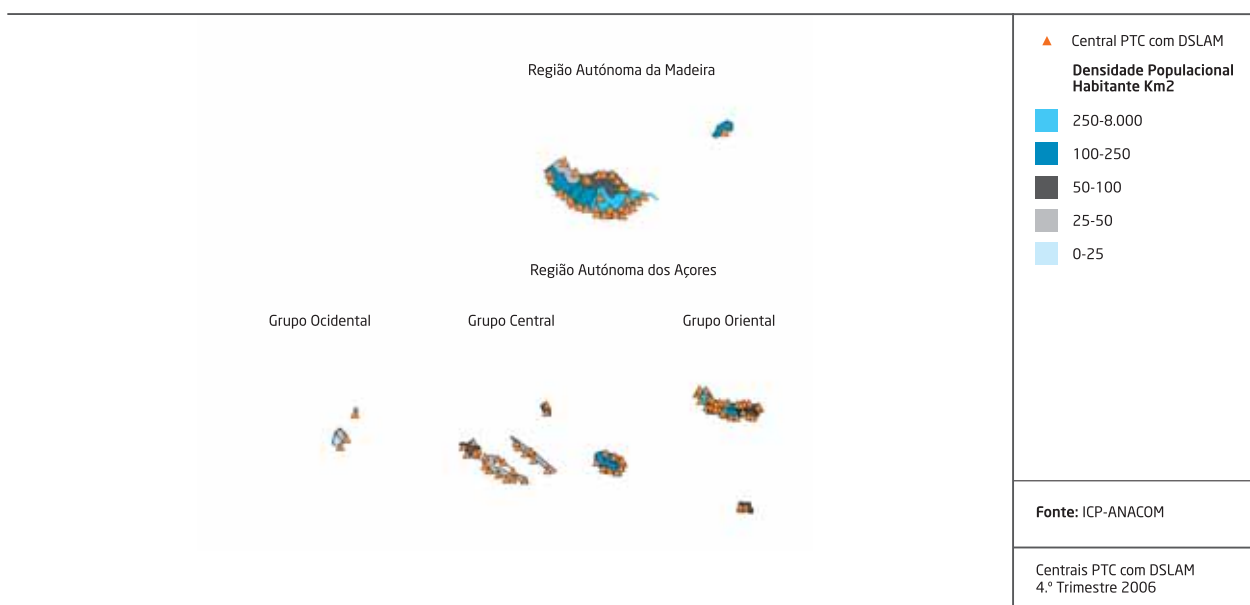 Região Autónoma da Madeira
Região Autónoma dos Açores
Grupo Ocidental
Grupo Central
Grupo Oriental
Central PTC com DSLAM
Densidade Populacional
Habitante Km2
250-8.000
100-250
50-100
25-50
0-25
Fonte: ICP-ANACOM
Centrais PTC com DSLAM
4.º Trimestre 2006